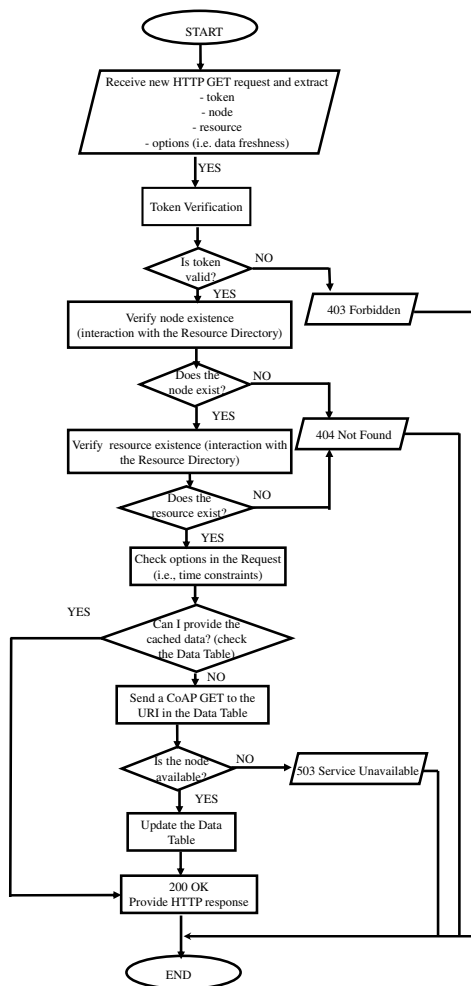 START
Receive new HTTP GET request and extract
- token
- node
- resource
- options (i.e. data freshness)
YES
Token Verification
Is token
valid?
NO
YES
403 Forbidden
Verify node existence
(interaction with the Resource Directory)
Does the
node exist?
NO
YES
404 Not Found
Verify resource existence (interaction with
the Resource Directory)
Does the
resource exist?
NO
YES
Check options in the Request
(i.e., time constraints)
YES
Can I provide the
cached data? (check
the Data Table)
NO
Send a CoAP GET to the
URI in the Data Table
Is the node
available?
NO
503 Service Unavailable
YES
Update the Data
Table
200 OK
Provide HTTP response
END